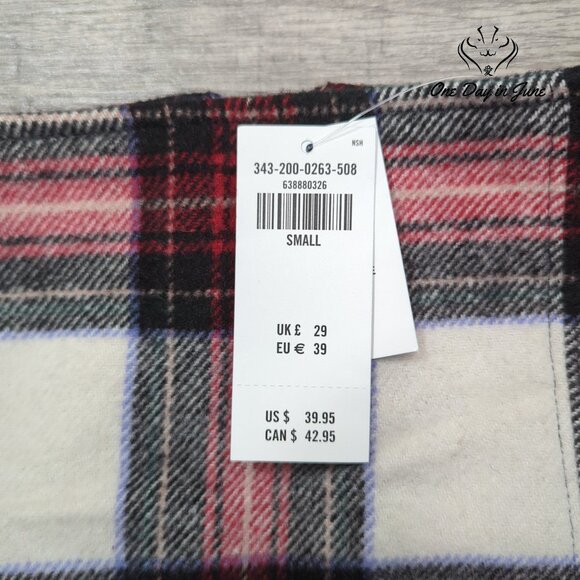 愛
One Day in June
NSH
343-200-0263-508
638880326
SMALL
UK £ 29
EU € 39
US $ 39.95
CAN $ 42.95